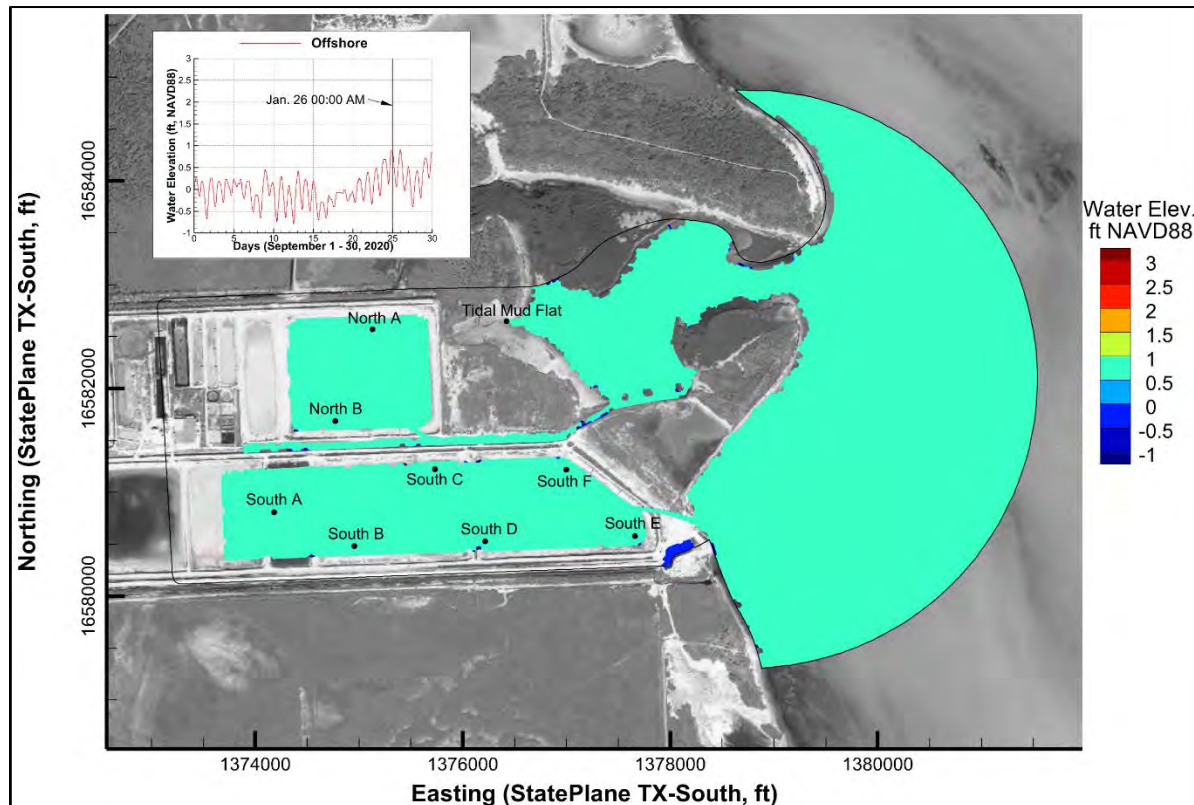 Offshore
3
2.5
2
1.5
1
0.5
0
-0.5
-1
Water Elevation (ft, NAVD88)
Jan. 26 00:00 AM
0 5 10 15 20 25 30
Days (September 1 - 30, 2020)
Northing (StatePlane TX-South, ft)
16584000
16582000
16580000
Tidal Mud Flat
North A
North B
South C
South F
South A
South B
South D
South E
Water Elev.
ft NAVD88
3
2.5
2
1.5
1
0.5
0
-0.5
-1
1374000 1376000 1378000 1380000
Easting (StatePlane TX-South, ft)